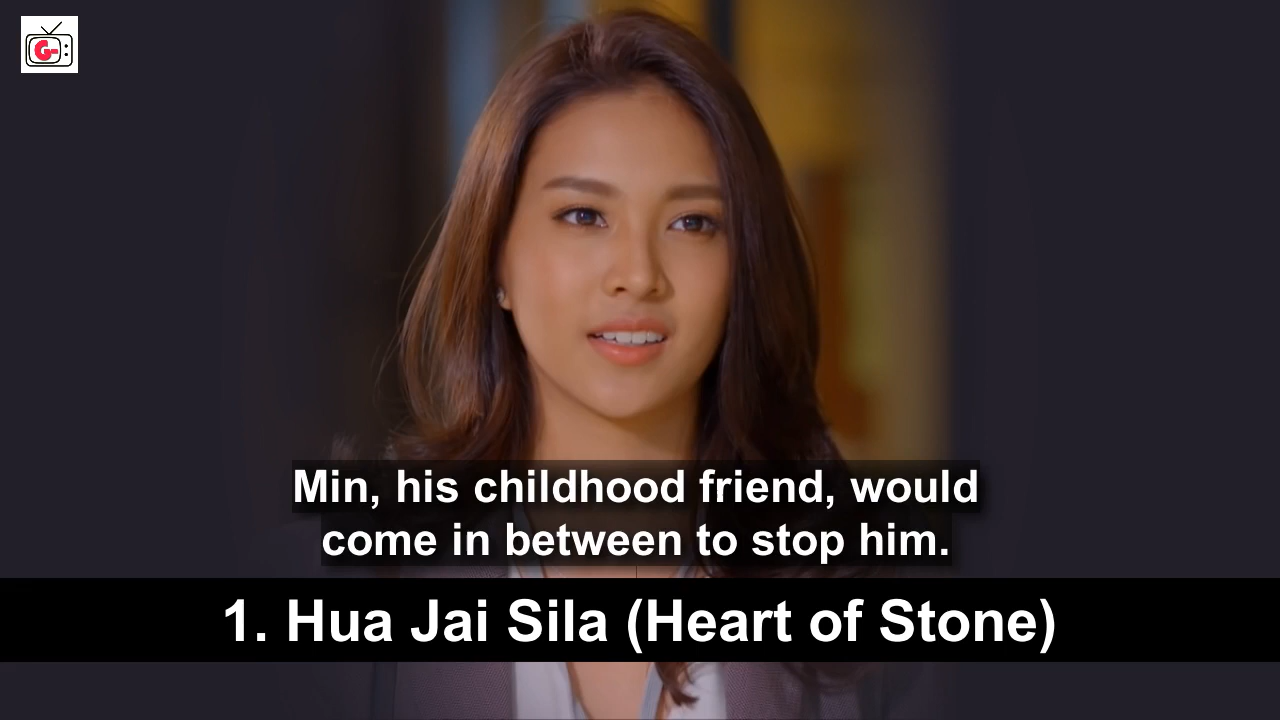 G-
Min, his childhood friend, would
come in between to stop him.
1. Hua Jai Sila (Heart of Stone)